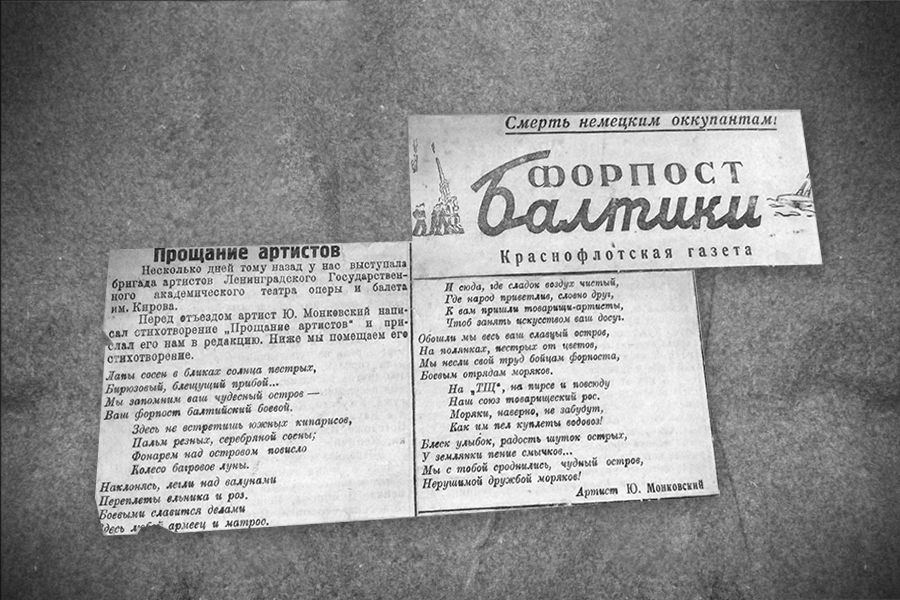 Смерть немецким оккупантам!
ФОРПОСТ
Балтики
Краснофлотская газета
Прощание артистов
Несколько дней тому назад у нас выступала
бригада артистов Ленинградского Государствен-
ного академического театра оперы и балета
им. Кирова.
Перед отъездом артист Ю. Монковский напи-
сал стихотворение „Прощание артистов" и при-
слал его нам в редакцию. Ниже мы помещаем его
стихотворение.
Лапы сосен в бликах солнца пестрых,
Бирюзовый, блещущий прибой...
Мы запомним ваш чудесный остров —
Ваш форпост балтийский боевой.
Здесь не встретишь южных кипарисов,
Пальм резных, серебряной сосны;
Фонарем над островом повисло
Колесо багровое луны.
Наклонясь, легли над валунами
Переплеты ельника и роз.
Боевыми славится делами
Здесь любой армеец и матрос.
И сюда, где сладок воздух чистый,
Где народ приветлив, словно друг,
К вам пришли товарищи-артисты,
Чтоб занять искусством ваш досуг.
Обошли мы весь ваш славный остров,
На полянках, пестрых от цветов,
Мы несли свой труд бойцам форпоста,
Боевым отрядам моряков.
На „ТЩ", на пирсе и повсюду
Наш союз товарищеский рос.
Моряки, наверно, не забудут,
Как им пел куплеты водовоз!
Блеск улыбок, радость шуток острых,
У землянки пение смычков...
Мы с тобой сроднились, чудный остров,
Нерушимой дружбой моряков!
Артист Ю. Монковский